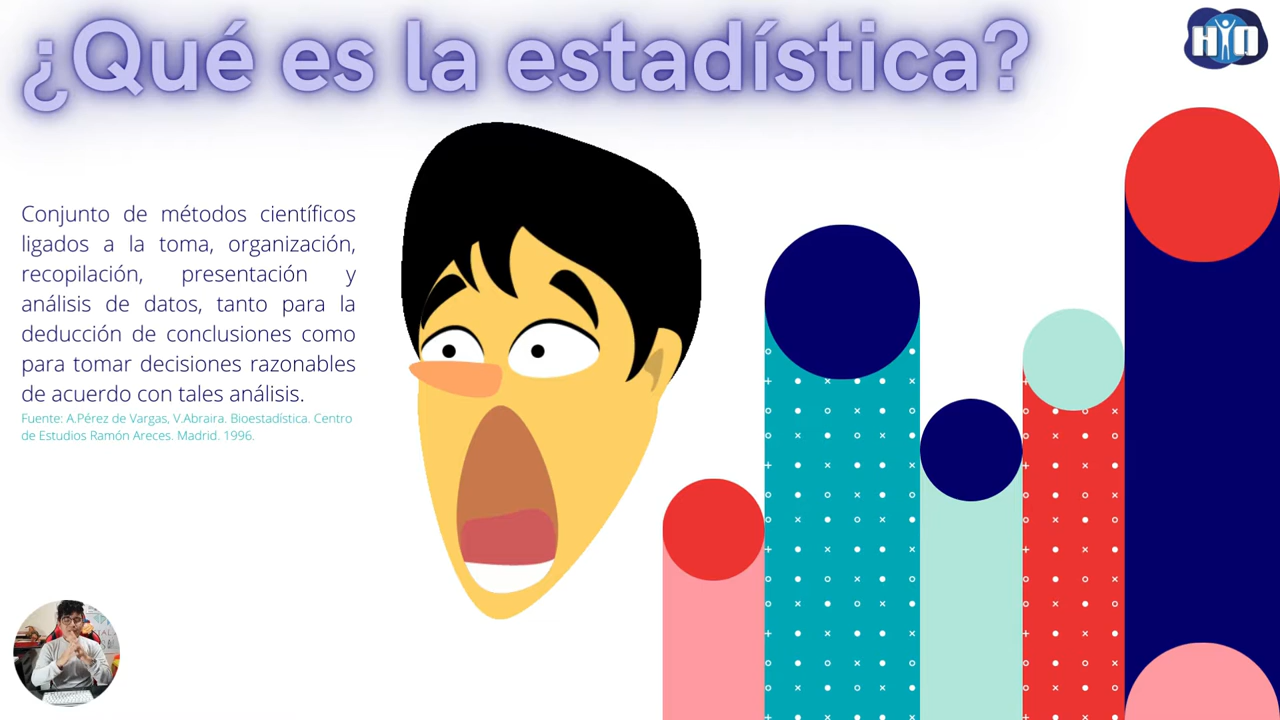 ¿Qué es la estadística?
HYQ
Conjunto de métodos científicos
ligados a la toma, organización,
recopilación, presentación y
análisis de datos, tanto para la
deducción de conclusiones como
para tomar decisiones razonables
de acuerdo con tales análisis.
Fuente: A.Pérez de Vargas, V.Abraira. Bioestadística. Centro
de Estudios Ramón Areces. Madrid. 1996.